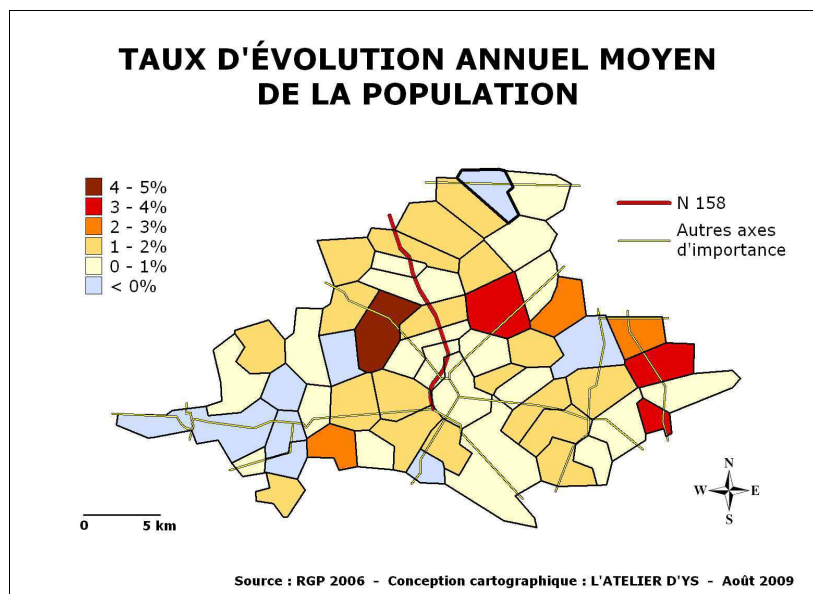 TAUX D'ÉVOLUTION ANNUEL MOYEN
DE LA POPULATION
4 - 5%
3 - 4%
2 - 3%
1 - 2%
0 - 1%
< 0%
N 158
Autres axes
d'importance
0 5 km
N
W E
S
Source : RGP 2006 - Conception cartographique : L'ATELIER D'YS - Août 2009